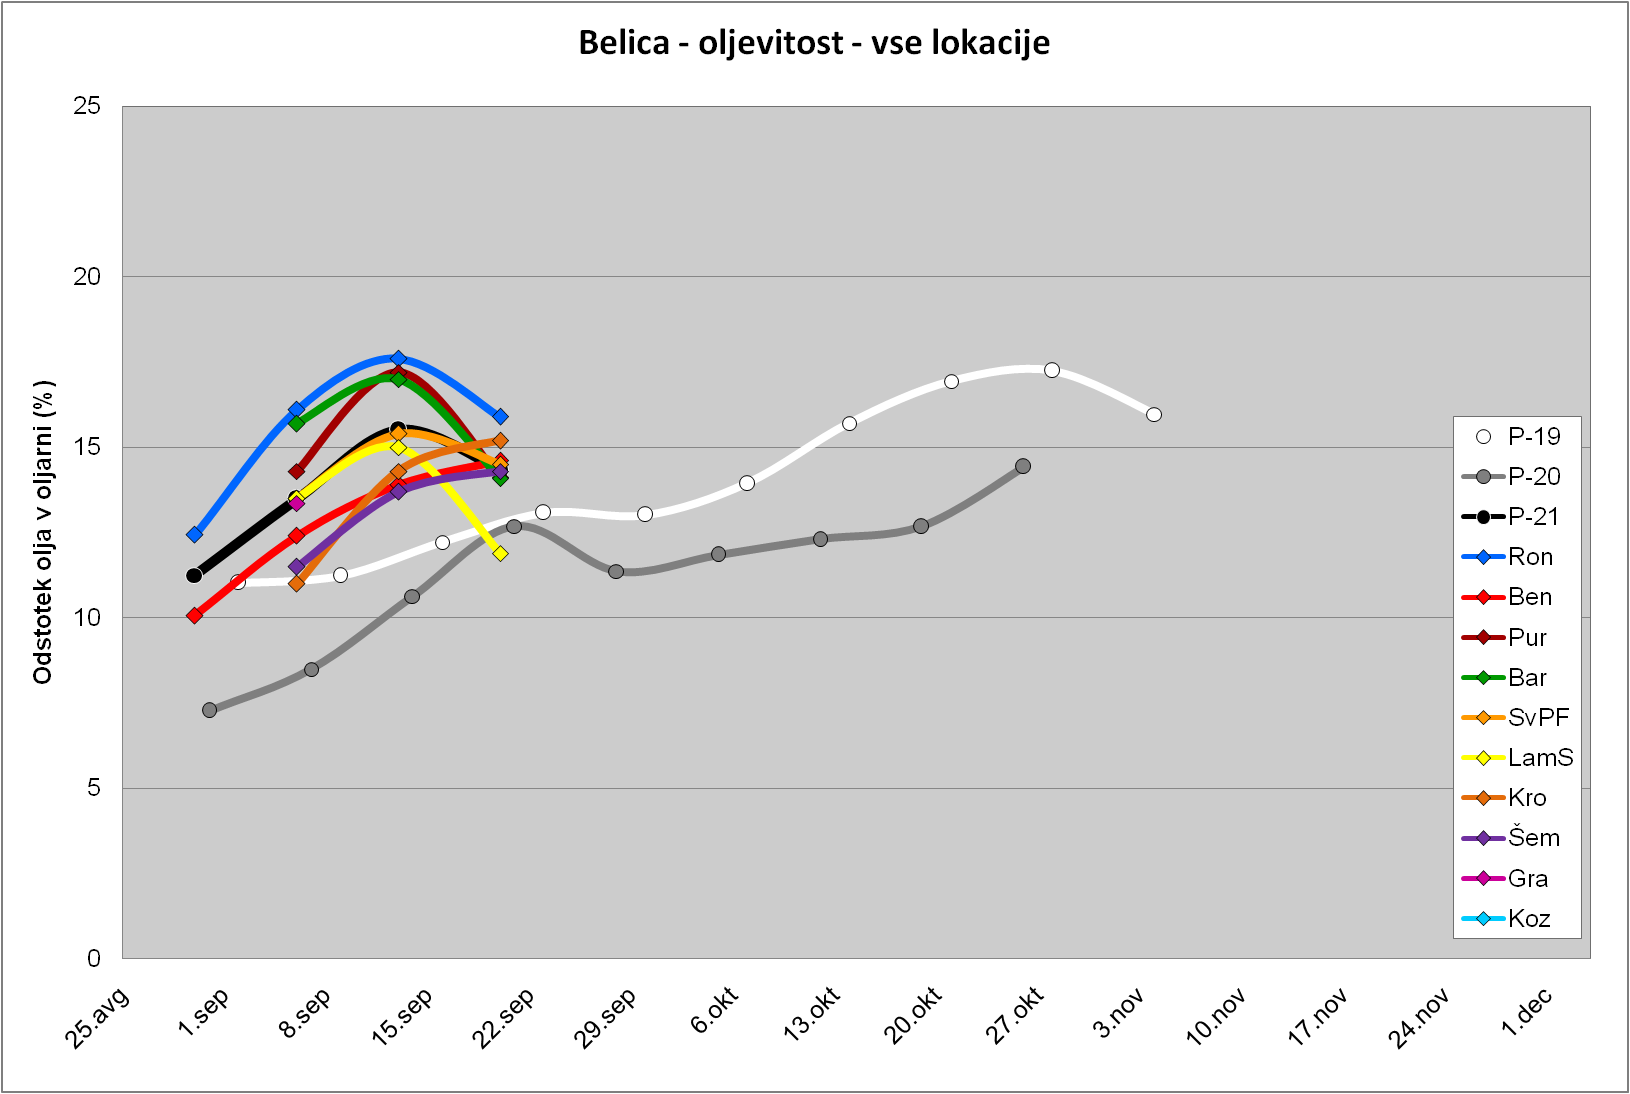 Belica - oljevitost - vse lokacije
Odstotek olja v oljarni (%)
25
20
15
10
5
0
25.avg
1.sep
8.sep
15.sep
22.sep
29.sep
6.okt
13.okt
20.okt
27.okt
3.nov
10.nov
17.nov
24.nov
1.dec
P-19
P-20
P-21
Ron
Ben
Pur
Bar
SvPF
LamS
Kro
Šem
Gra
Koz